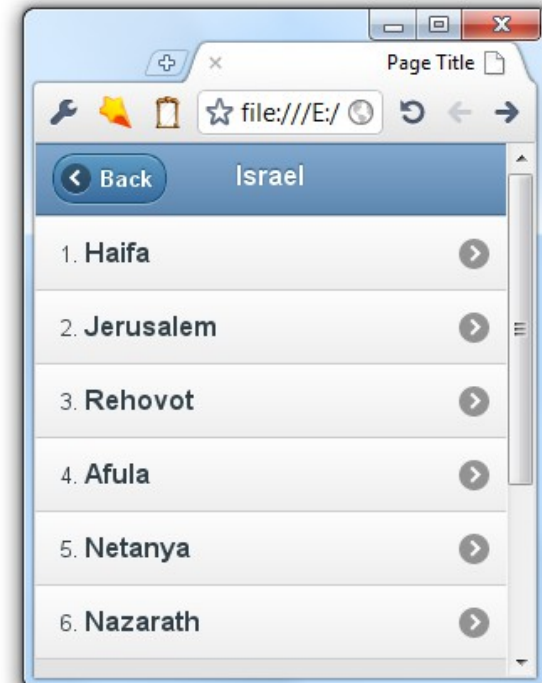 Page Title
file:///E:/
Back
Israel
1. Haifa
2. Jerusalem
3. Rehovot
4. Afula
5. Netanya
6. Nazarath